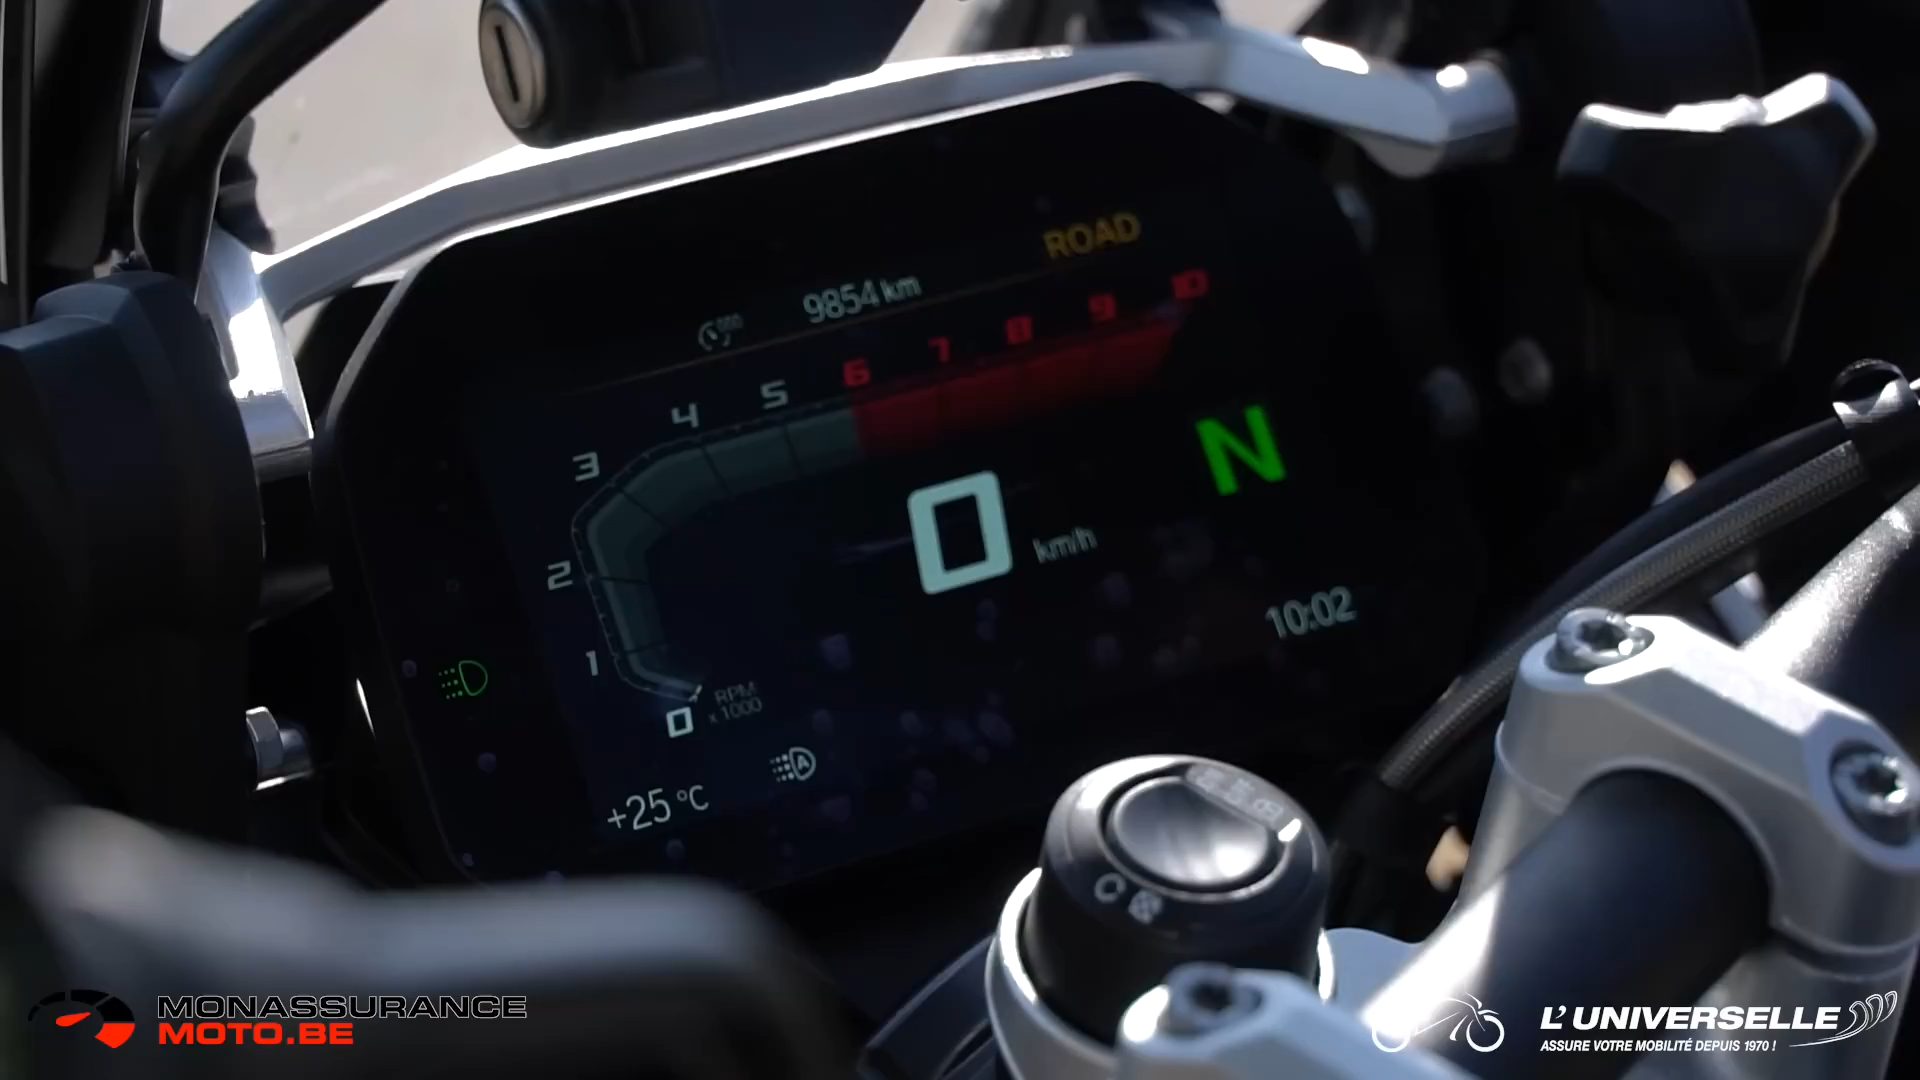 ROAD
9854 km
10
9
8
7
6
5
4
3
2
1
N
0 km/h
10:02
0 RPM
x 1000
+25 °C
A
MONASSURANCE
MOTO.BE
L'UNIVERSELLE
ASSURE VOTRE MOBILITÉ DEPUIS 1970 !